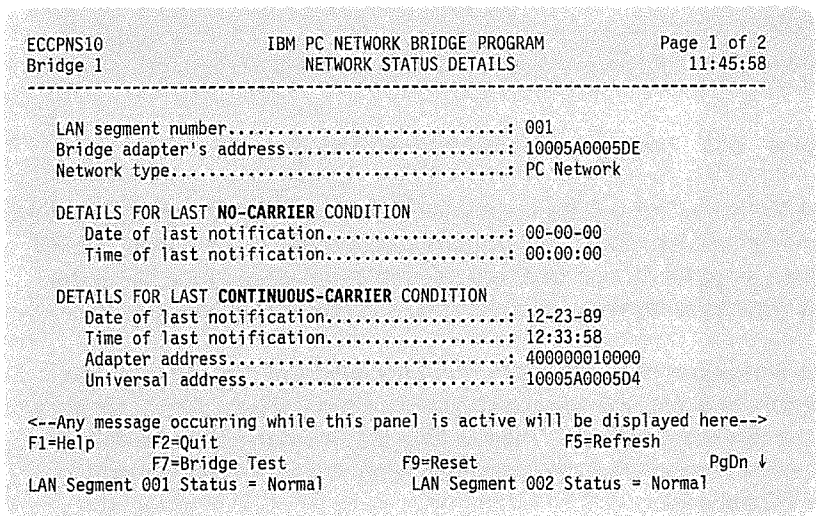 ECCPNS10 IBM PC NETWORK BRIDGE PROGRAM Page 1 of 2
Bridge 1 NETWORK STATUS DETAILS 11:45:58
--------------------------------------------------------------------------
LAN segment number.............................: 001
Bridge adapter's address.......................: 10005A0005DE
Network type...................................: PC Network
DETAILS FOR LAST NO-CARRIER CONDITION
Date of last notification...................: 00-00-00
Time of last notification...................: 00:00:00
DETAILS FOR LAST CONTINUOUS-CARRIER CONDITION
Date of last notification...................: 12-23-89
Time of last notification...................: 12:33:58
Adapter address.............................: 400000010000
Universal address...........................: 10005A0005D4
<--Any message occurring while this panel is active will be displayed here-->
F1=Help F2=Quit F5=Refresh
F7=Bridge Test F9=Reset PgDn ↓
LAN Segment 001 Status = Normal LAN Segment 002 Status = Normal